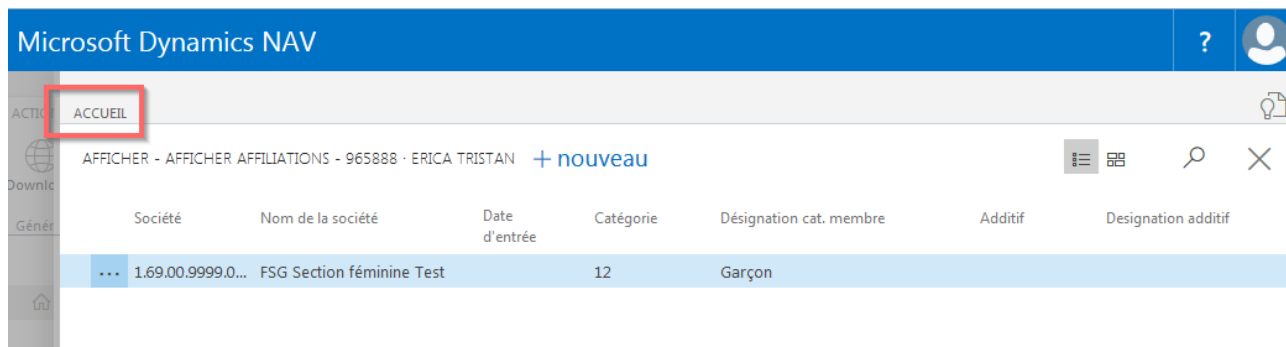 Microsoft Dynamics NAV ?
ACCUEIL
AFFICHER - AFFICHER AFFILIATIONS - 965888 · ERICA TRISTAN + nouveau
Société Nom de la société Date d'entrée Catégorie Désignation cat. membre Additif Designation additif
... 1.69.00.9999.0... FSG Section féminine Test 12 Garçon
ACTIO
Downlo
Génér